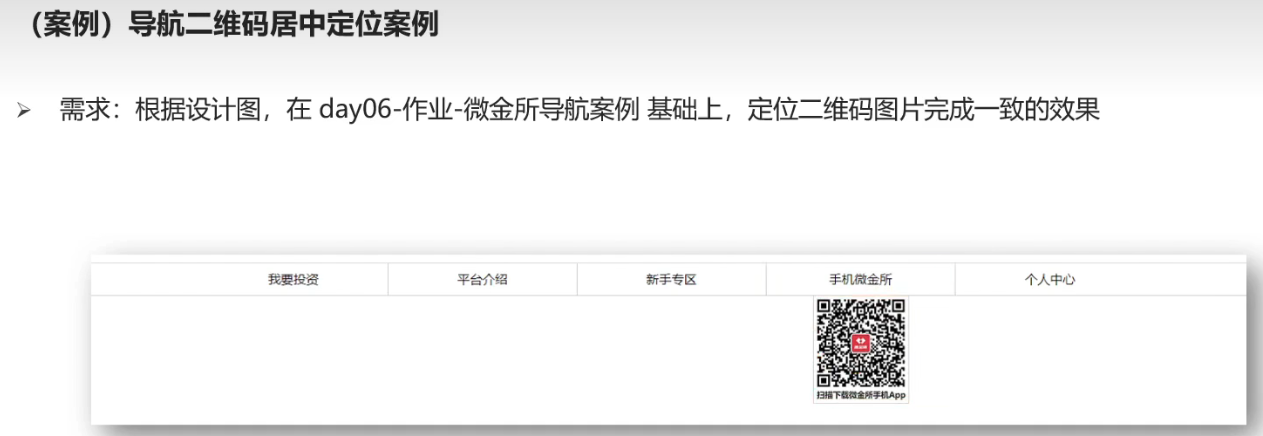 （案例）导航二维码居中定位案例
➢ 需求：根据设计图，在 day06-作业-微金所导航案例 基础上，定位二维码图片完成一致的效果
我要投资 平台介绍 新手专区 手机微金所 个人中心
扫描下载微金所手机App